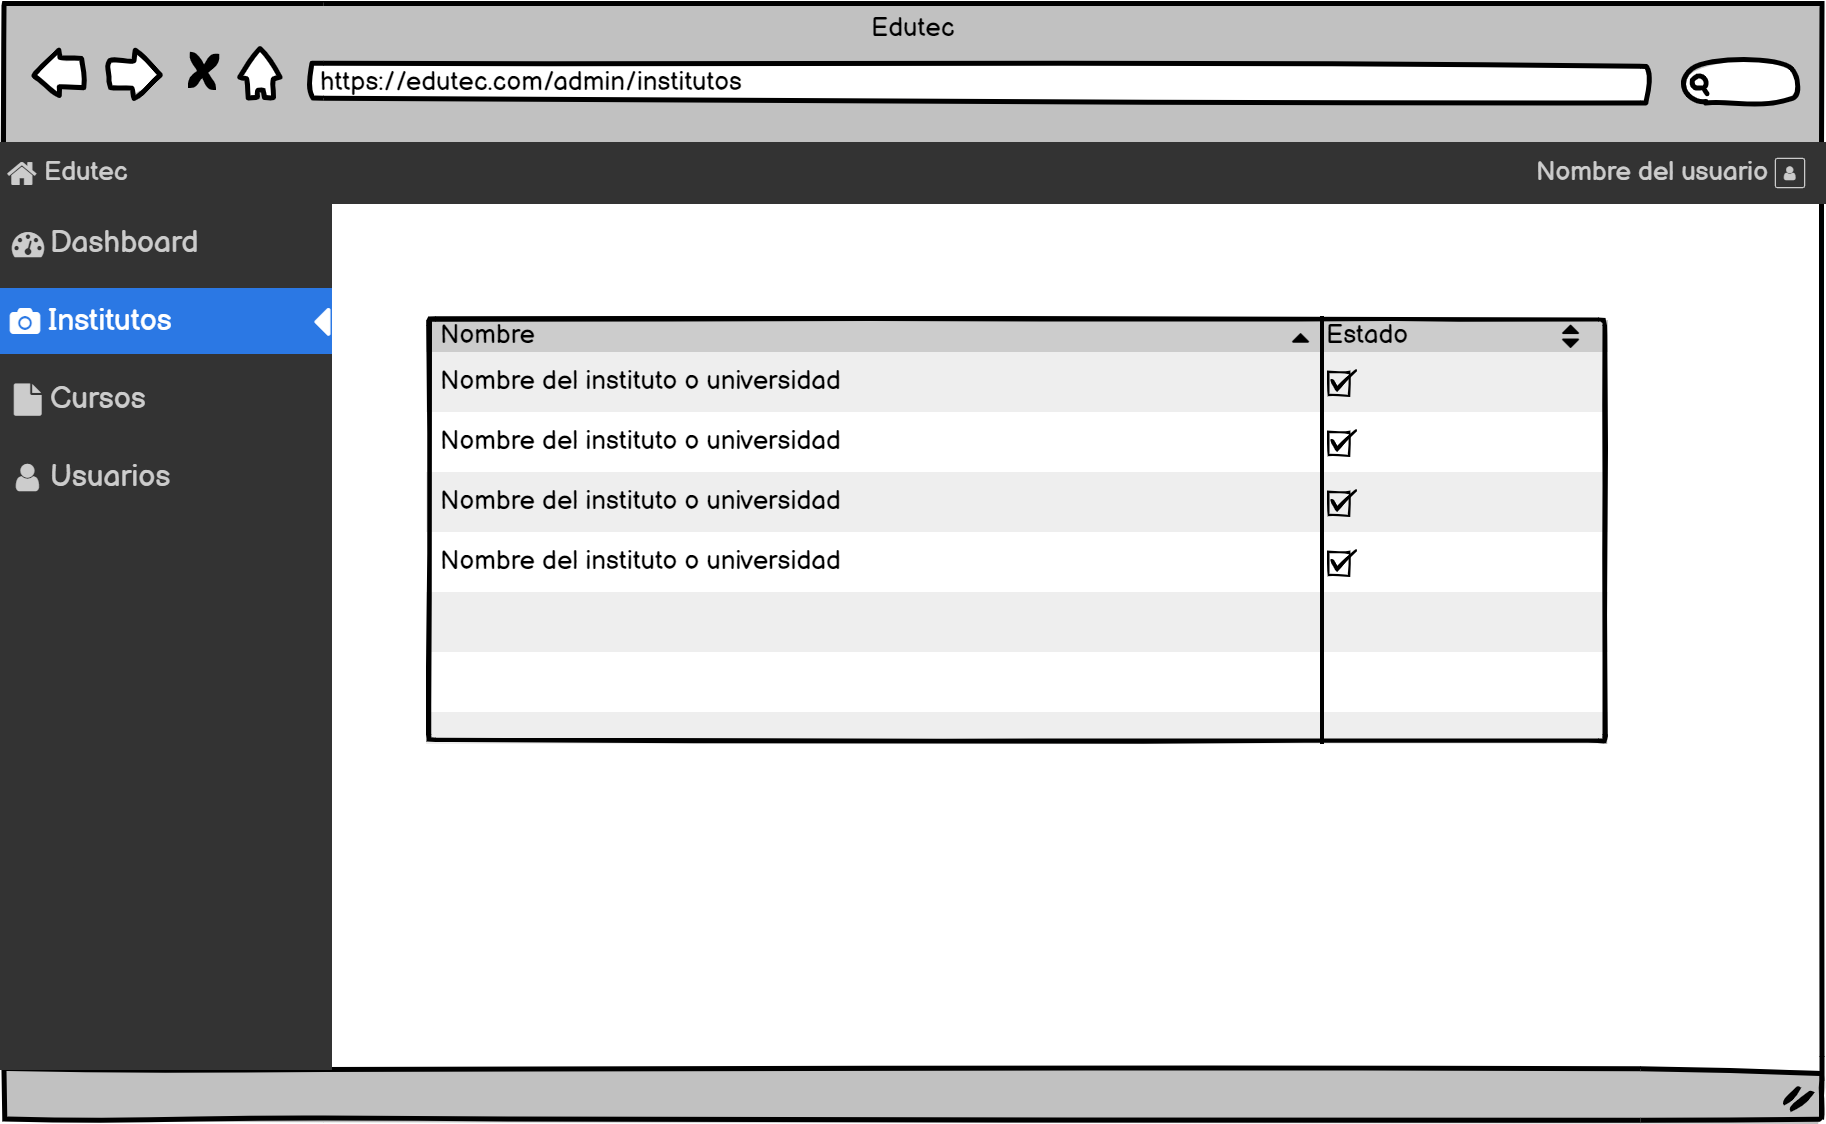 Edutec
https://edutec.com/admin/institutos
Edutec
Nombre del usuario
Dashboard
Institutos
Cursos
Usuarios
Nombre Estado
Nombre del instituto o universidad
Nombre del instituto o universidad
Nombre del instituto o universidad
Nombre del instituto o universidad